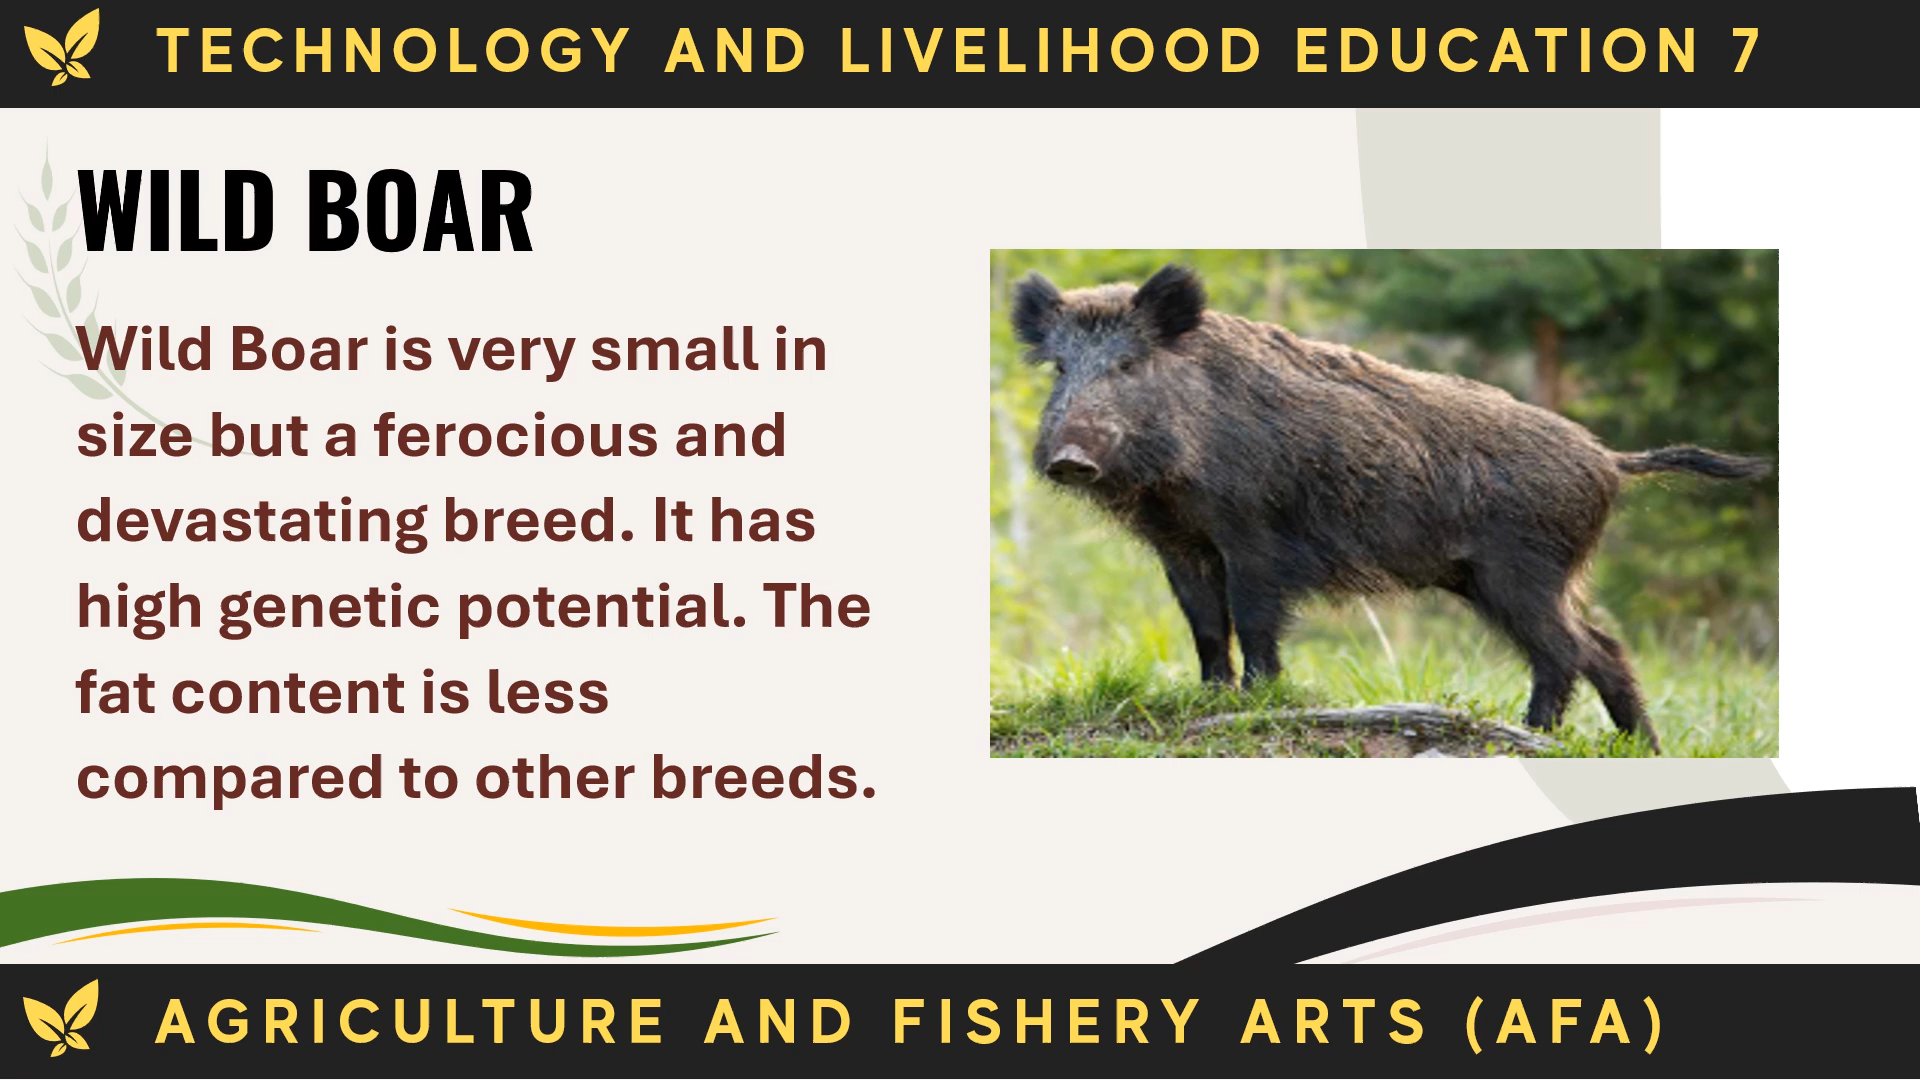 TECHNOLOGY AND LIVELIHOOD EDUCATION 7
WILD BOAR
Wild Boar is very small in
size but a ferocious and
devastating breed. It has
high genetic potential. The
fat content is less
compared to other breeds.
AGRICULTURE AND FISHERY ARTS (AFA)